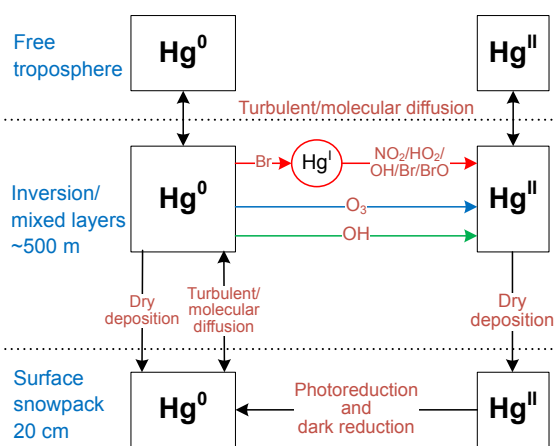 Free
troposphere
Hg⁰
Hgᴵᴵ
Turbulent/molecular diffusion
Inversion/
mixed layers
~500 m
Hg⁰
Br
Hgᴵ
NO₂/HO₂/
OH/Br/BrO
O₃
OH
Hgᴵᴵ
Dry
deposition
Turbulent/
molecular
diffusion
Dry
deposition
Surface
snowpack
20 cm
Hg⁰
Photoreduction
and
dark reduction
Hgᴵᴵ